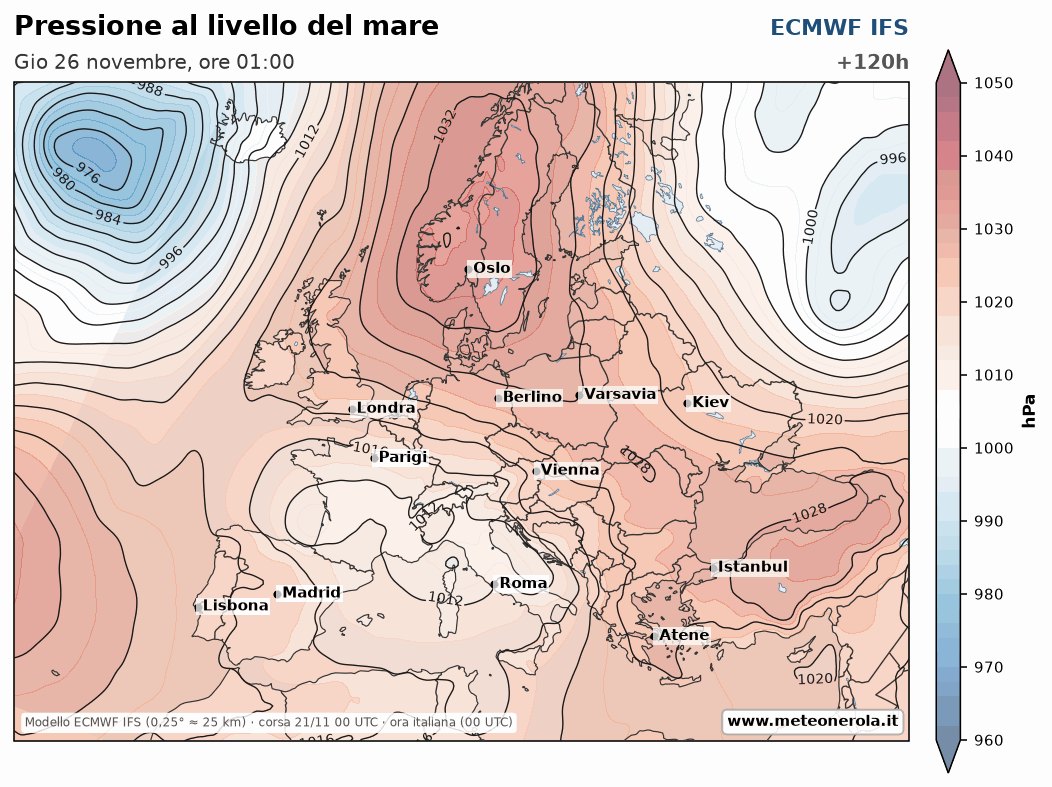 Pressione al livello del mare
ECMWF IFS
Gio 26 novembre, ore 01:00
+120h
988
1012
1032
976
980
984
996
996
1000
Oslo
Londra
Berlino
Varsavia
Kiev
1020
Parigi
Vienna
1028
1028
Istanbul
Madrid
Lisbona
Roma
1012
Atene
1020
1016
Modello ECMWF IFS (0,25° ≈ 25 km) · corsa 21/11 00 UTC · ora italiana (00 UTC)
www.meteonerola.it
1050
1040
1030
1020
1010
1000
990
980
970
960
hPa